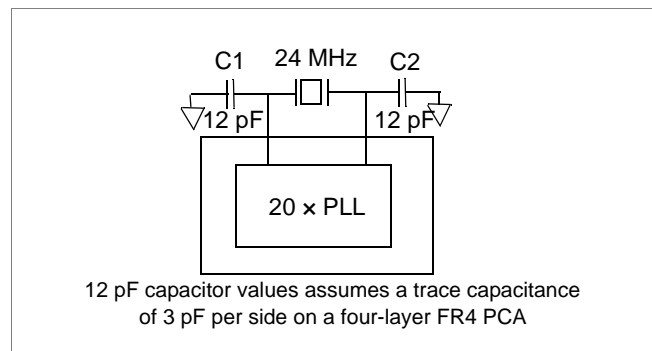 C1 24 MHz C2
12 pF 12 pF
20 × PLL
12 pF capacitor values assumes a trace capacitance
of 3 pF per side on a four-layer FR4 PCA